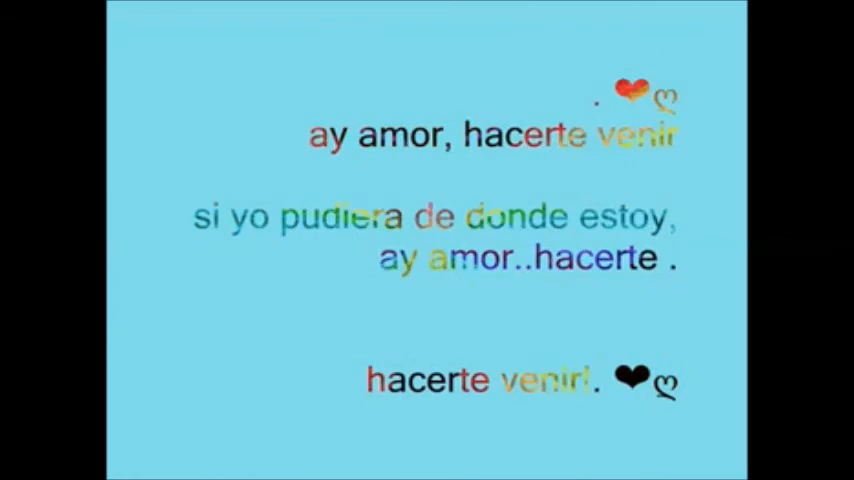 . ❤ღ
ay amor, hacerte venir
si yo pudiera de donde estoy,
ay amor..hacerte .
hacerte venir!. ❤ღ